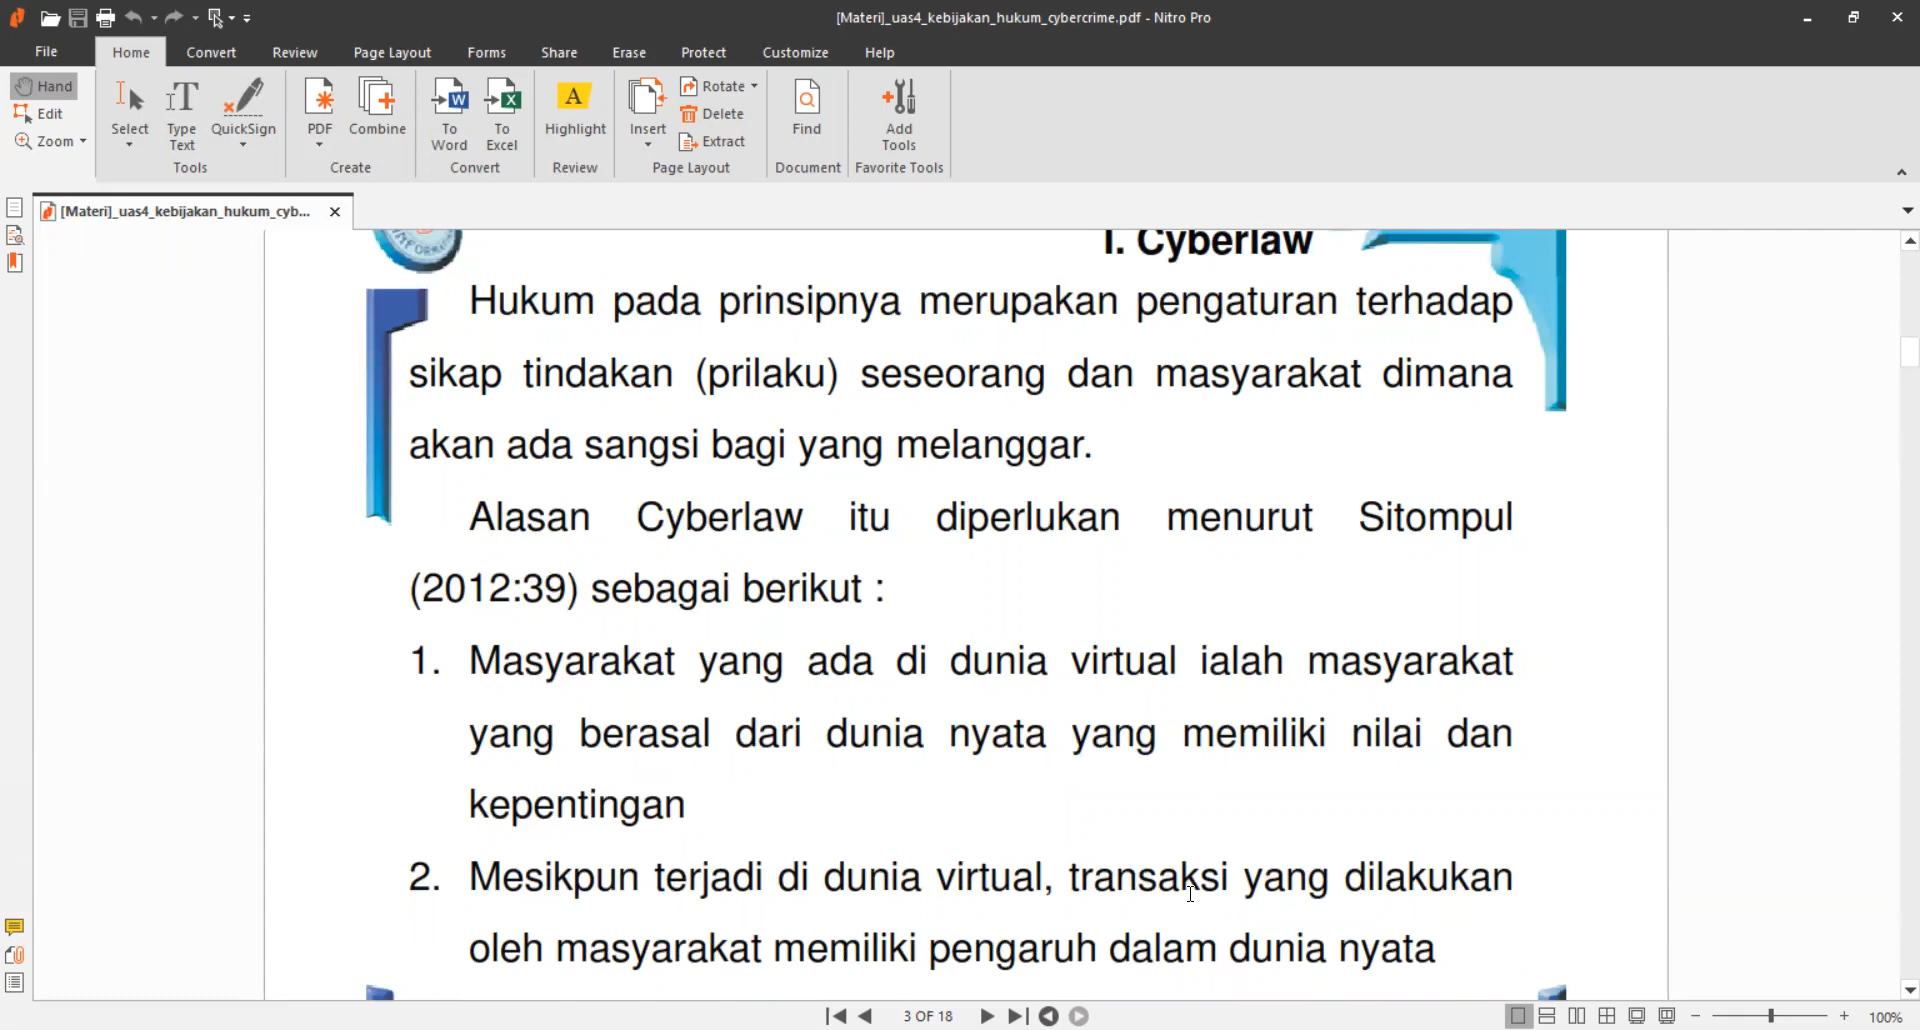 [Materi]_uas4_kebijakan_hukum_cybercrime.pdf - Nitro Pro
File Home Convert Review Page Layout Forms Share Erase Protect Customize Help
Hand
Edit
Zoom
Select
Type Text
QuickSign
Tools
PDF
Combine
Create
To Word
To Excel
Convert
A
Highlight
Review
Insert
Rotate
Delete
Extract
Page Layout
Find
Document
Add Tools
Favorite Tools
[Materi]_uas4_kebijakan_hukum_cyb...
I. Cyberlaw
Hukum pada prinsipnya merupakan pengaturan terhadap
sikap tindakan (prilaku) seseorang dan masyarakat dimana
akan ada sangsi bagi yang melanggar.
Alasan Cyberlaw itu diperlukan menurut Sitompul
(2012:39) sebagai berikut :
1. Masyarakat yang ada di dunia virtual ialah masyarakat
yang berasal dari dunia nyata yang memiliki nilai dan
kepentingan
2. Mesikpun terjadi di dunia virtual, transaksi yang dilakukan
oleh masyarakat memiliki pengaruh dalam dunia nyata
3 OF 18
100%